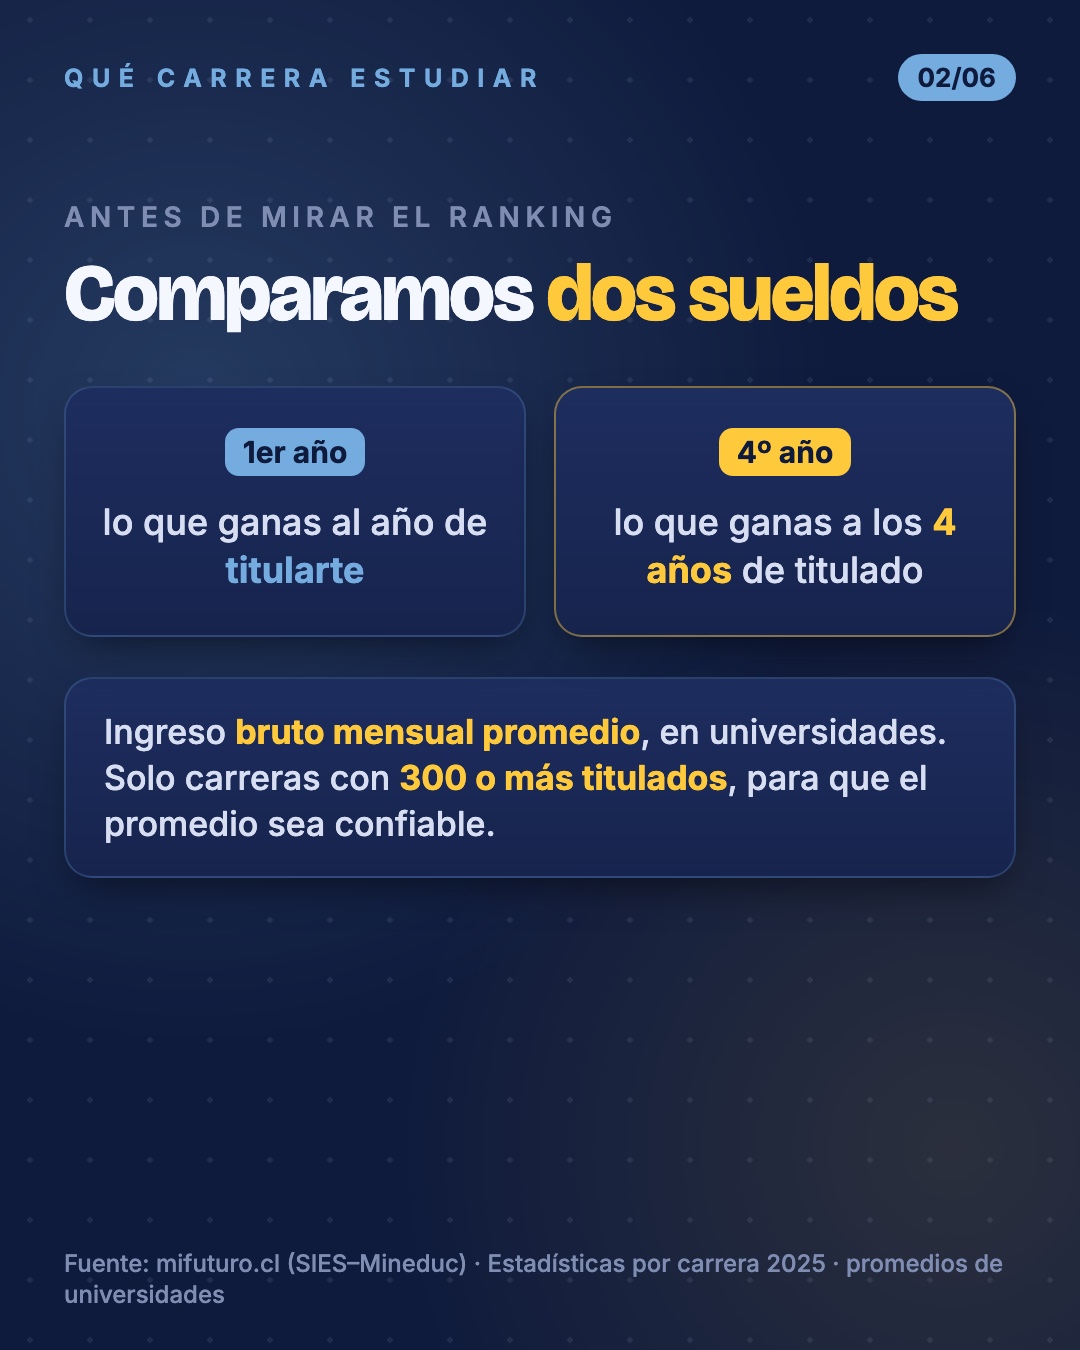 QUÉ CARRERA ESTUDIAR
02/06
ANTES DE MIRAR EL RANKING
Comparamos dos sueldos
1er año
lo que ganas al año de
titularte
4º año
lo que ganas a los 4
años de titulado
Ingreso bruto mensual promedio, en universidades.
Solo carreras con 300 o más titulados, para que el
promedio sea confiable.
Fuente: mifuturo.cl (SIES–Mineduc) · Estadísticas por carrera 2025 · promedios de
universidades